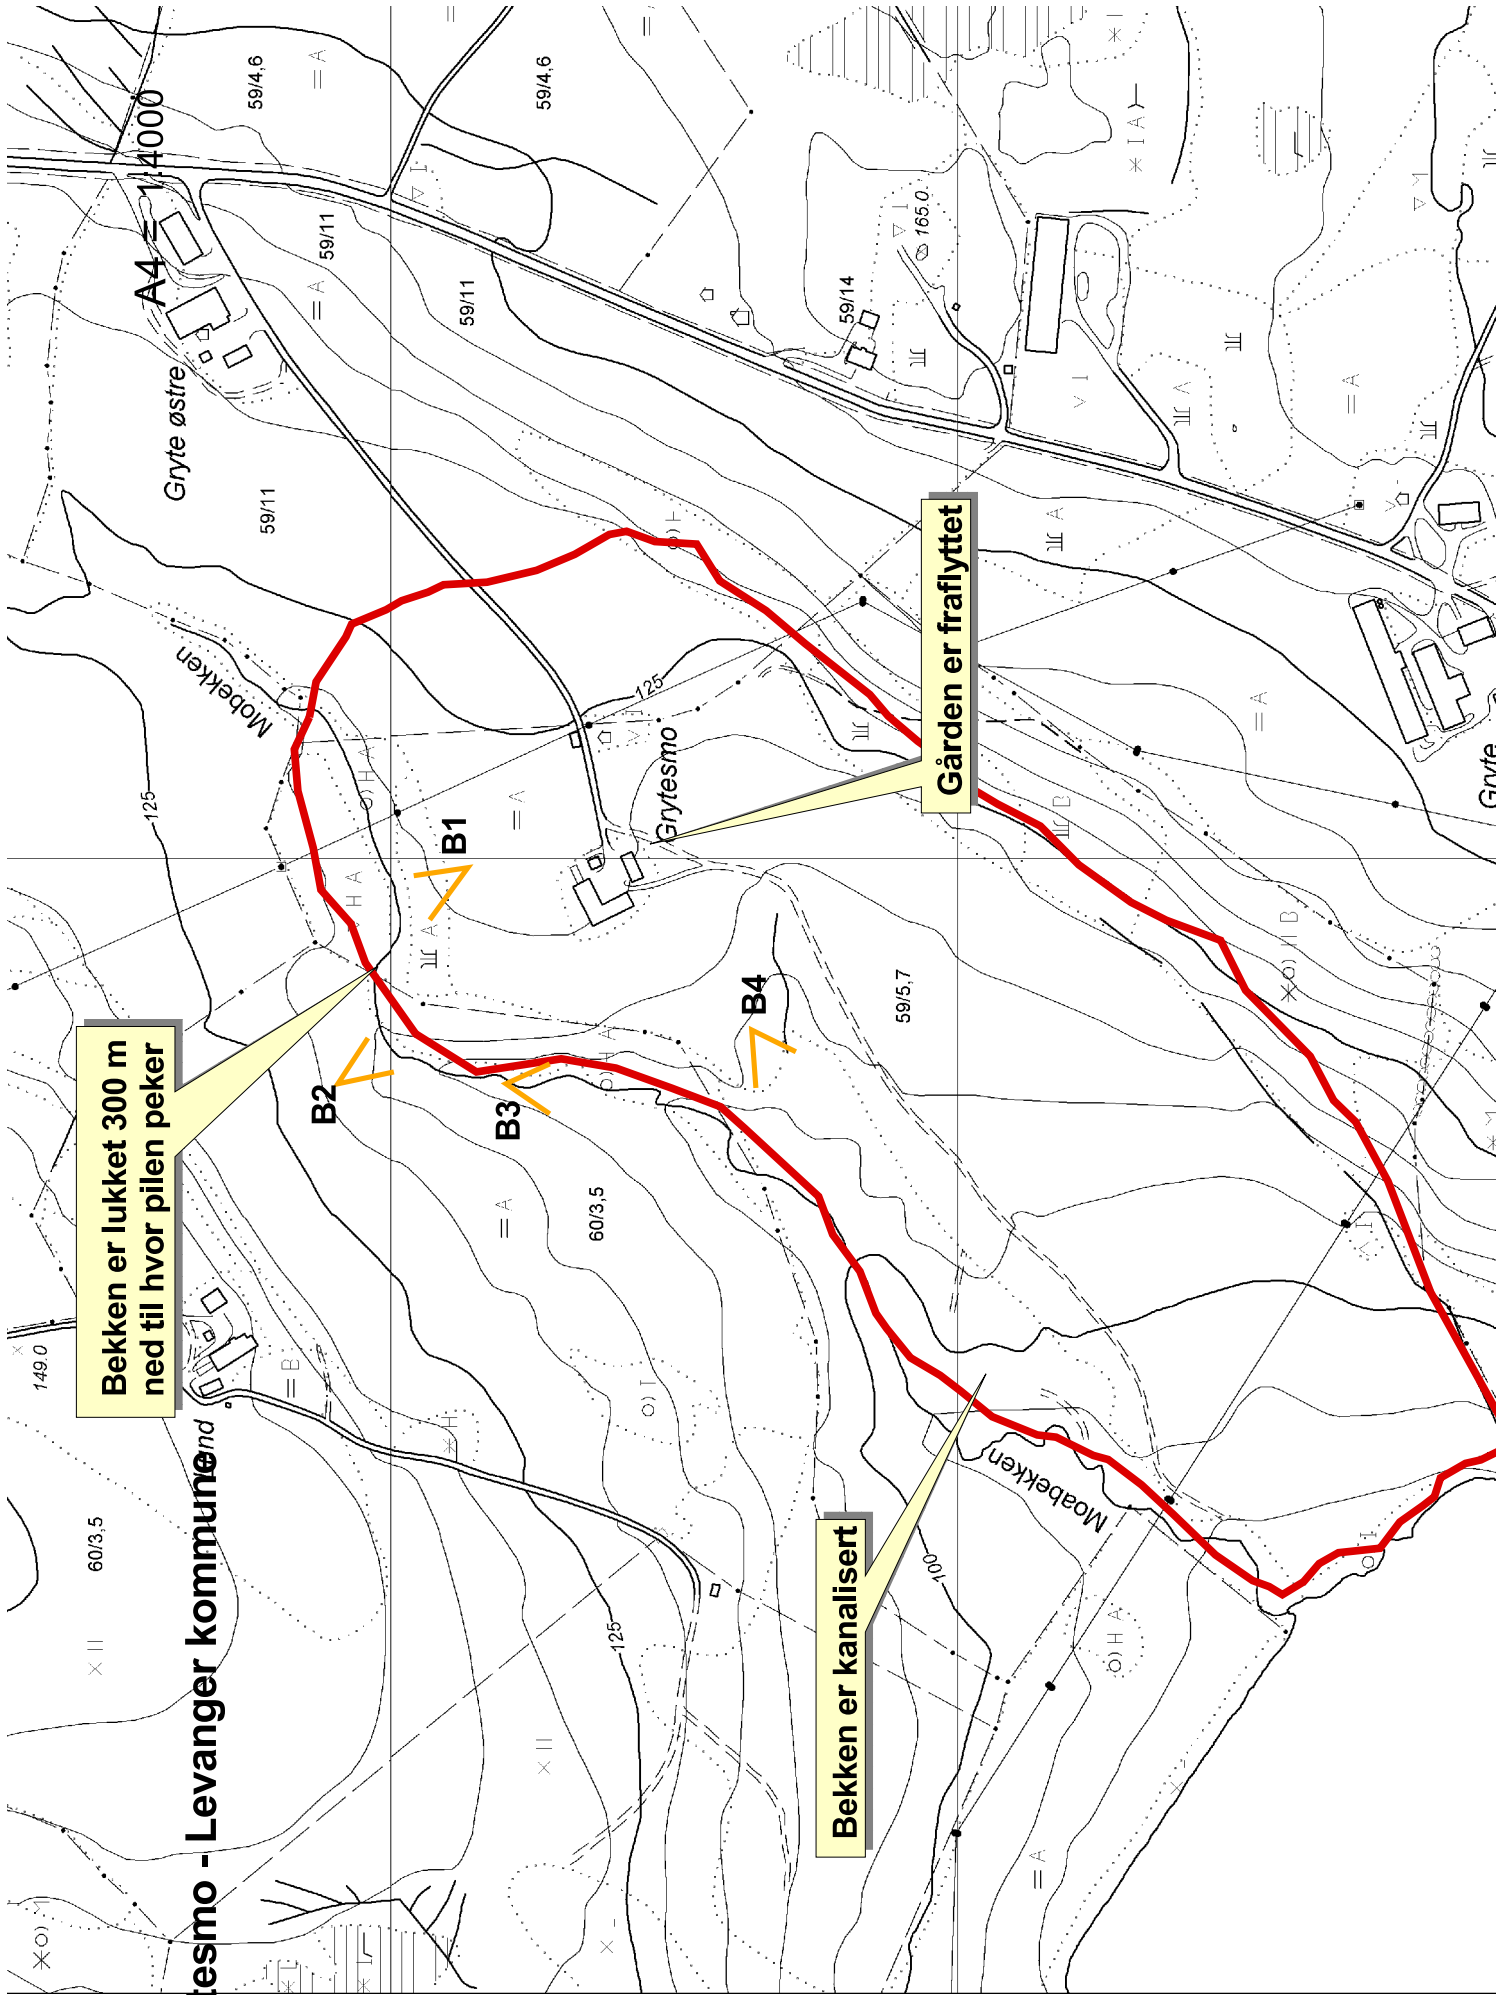 tesmo - Levanger kommune
A4 = 1:4000
Bekken er lukket 300 m
ned til hvor pilen peker
Gården er fraflyttet
Bekken er kanalisert
B1
B2
B3
B4
Gryte østre
Grytesmo
Gryte
Mobekken
Moabekken
59/4,6
59/4,6
59/11
59/11
59/11
59/14
59/5,7
60/3,5
60/3,5
165.0
149.0
125
125
125
100